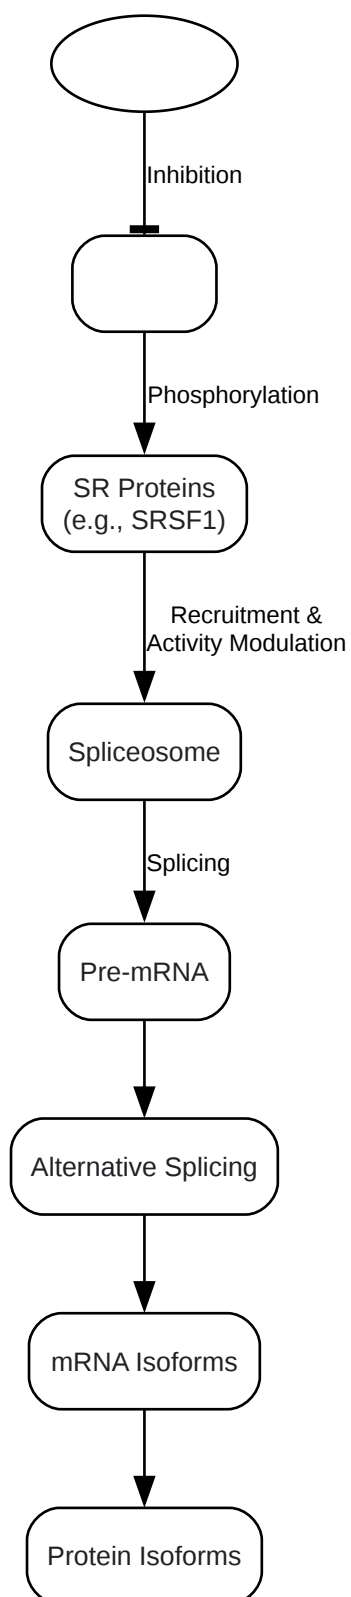 Inhibition
Phosphorylation
SR Proteins
(e.g., SRSF1)
Recruitment &
Activity Modulation
Spliceosome
Splicing
Pre-mRNA
Alternative Splicing
mRNA Isoforms
Protein Isoforms